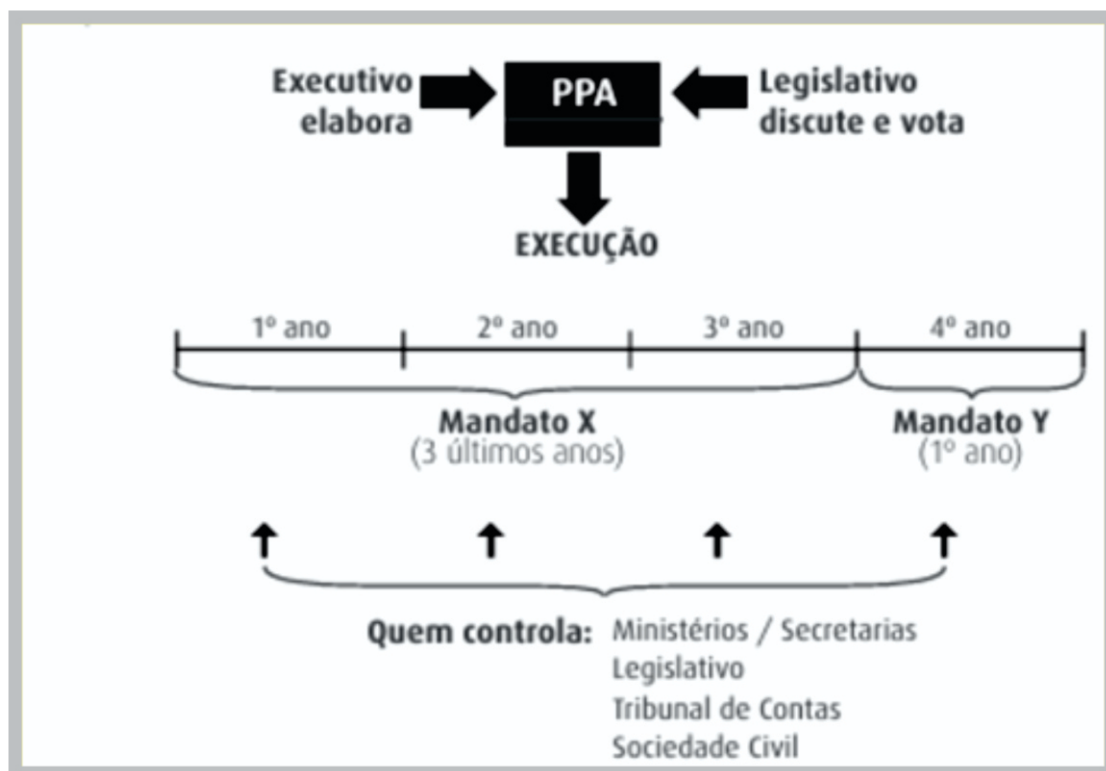 Executivo
elabora
PPA
Legislativo
discute e vota
EXECUÇÃO
1º ano
2º ano
3º ano
4º ano
Mandato X
(3 últimos anos)
Mandato Y
(1º ano)
Quem controla: Ministérios / Secretarias
Legislativo
Tribunal de Contas
Sociedade Civil